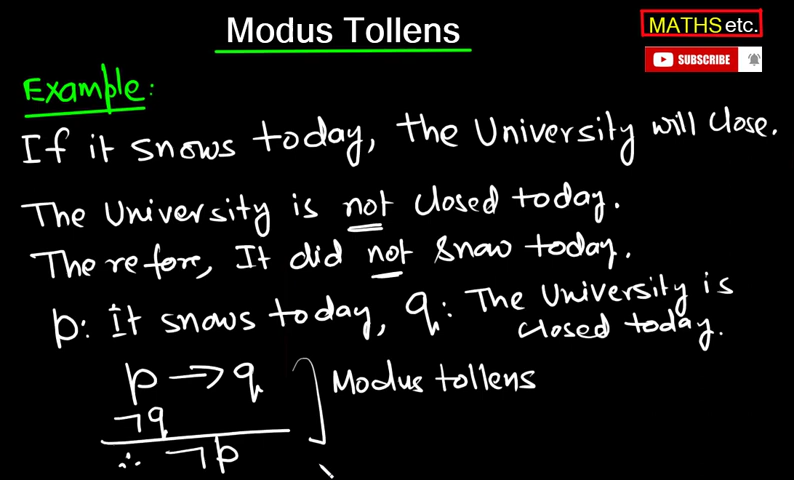 Modus Tollens
MATHS etc.
SUBSCRIBE
Example:
If it snows today, the University will close.
The University is not closed today.
Therefore, It did not snow today.
p: It snows today, q: The University is
closed today.
p → q
¬q
∴ ¬p
Modus tollens